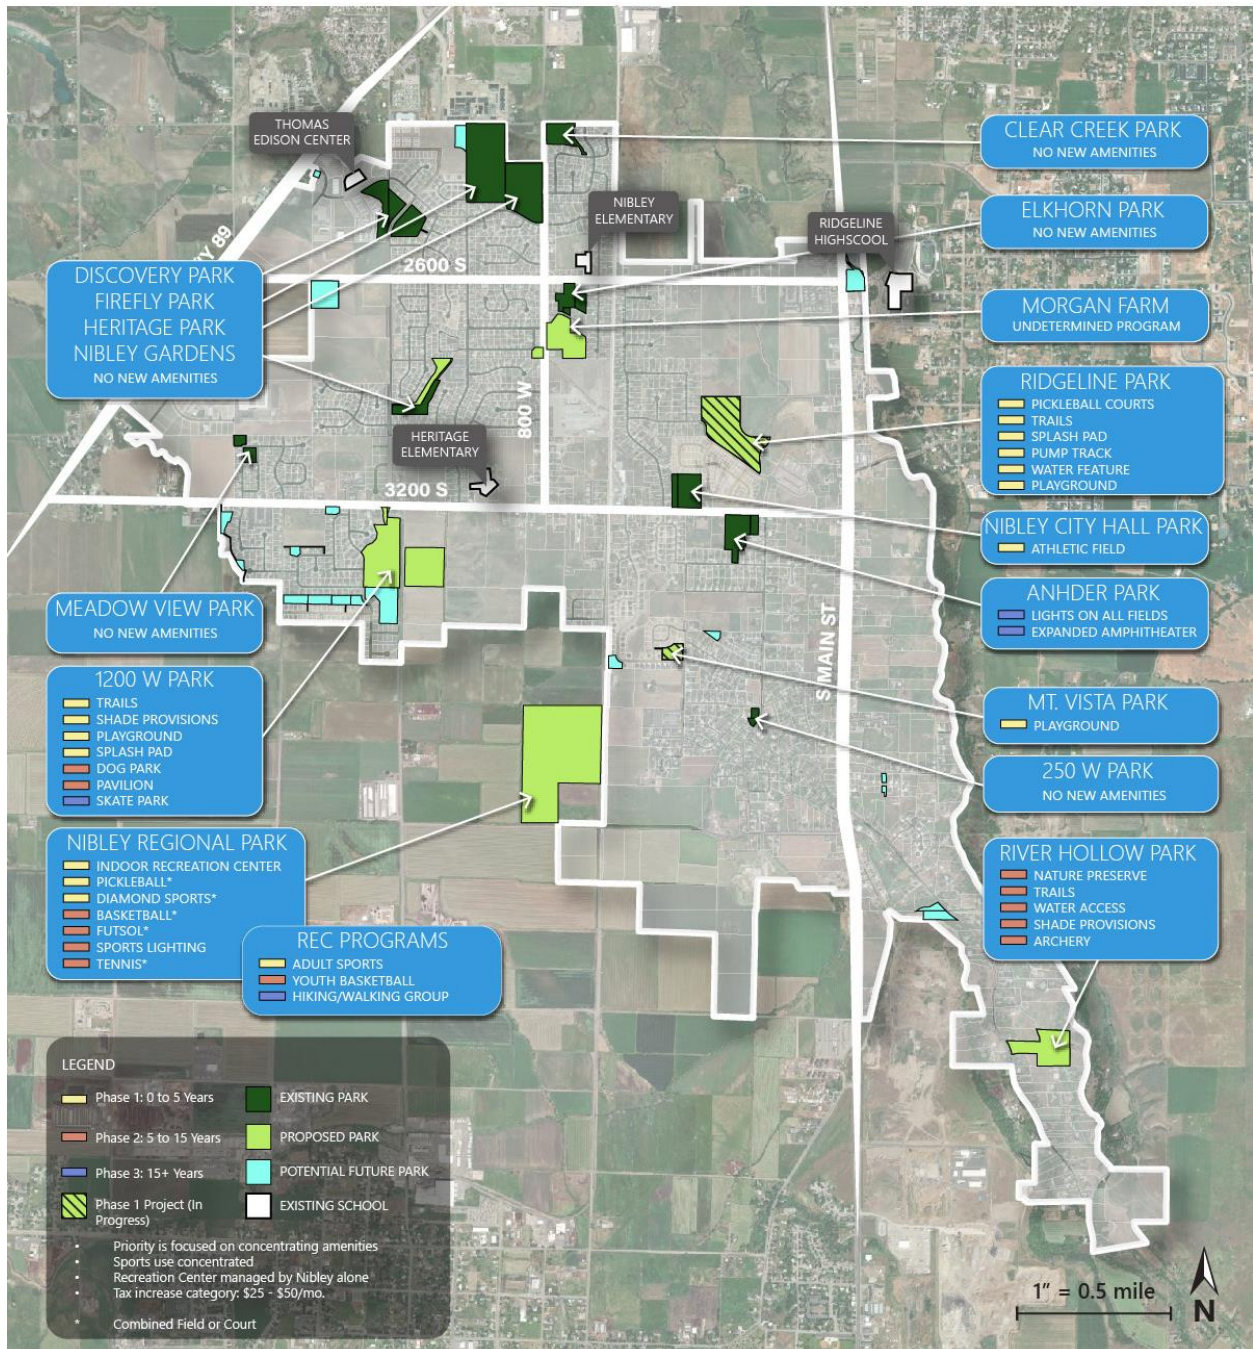 THOMAS
EDISON CENTER
NIBLEY
ELEMENTARY
RIDGELINE
HIGHSCOOL
HERITAGE
ELEMENTARY
WY 89
2600 S
800 W
3200 S
S MAIN ST
DISCOVERY PARK
FIREFLY PARK
HERITAGE PARK
NIBLEY GARDENS
NO NEW AMENITIES
MEADOW VIEW PARK
NO NEW AMENITIES
1200 W PARK
TRAILS
SHADE PROVISIONS
PLAYGROUND
SPLASH PAD
DOG PARK
PAVILION
SKATE PARK
NIBLEY REGIONAL PARK
INDOOR RECREATION CENTER
PICKLEBALL*
DIAMOND SPORTS*
BASKETBALL*
FUTSOL*
SPORTS LIGHTING
TENNIS*
REC PROGRAMS
ADULT SPORTS
YOUTH BASKETBALL
HIKING/WALKING GROUP
CLEAR CREEK PARK
NO NEW AMENITIES
ELKHORN PARK
NO NEW AMENITIES
MORGAN FARM
UNDETERMINED PROGRAM
RIDGELINE PARK
PICKLEBALL COURTS
TRAILS
SPLASH PAD
PUMP TRACK
WATER FEATURE
PLAYGROUND
NIBLEY CITY HALL PARK
ATHLETIC FIELD
ANHDER PARK
LIGHTS ON ALL FIELDS
EXPANDED AMPHITHEATER
MT. VISTA PARK
PLAYGROUND
250 W PARK
NO NEW AMENITIES
RIVER HOLLOW PARK
NATURE PRESERVE
TRAILS
WATER ACCESS
SHADE PROVISIONS
ARCHERY
LEGEND
Phase 1: 0 to 5 Years
Phase 2: 5 to 15 Years
Phase 3: 15+ Years
Phase 1 Project (In
Progress)
EXISTING PARK
PROPOSED PARK
POTENTIAL FUTURE PARK
EXISTING SCHOOL
• Priority is focused on concentrating amenities
• Sports use concentrated
• Recreation Center managed by Nibley alone
• Tax increase category: $25 - $50/mo.
* Combined Field or Court
1" = 0.5 mile
N